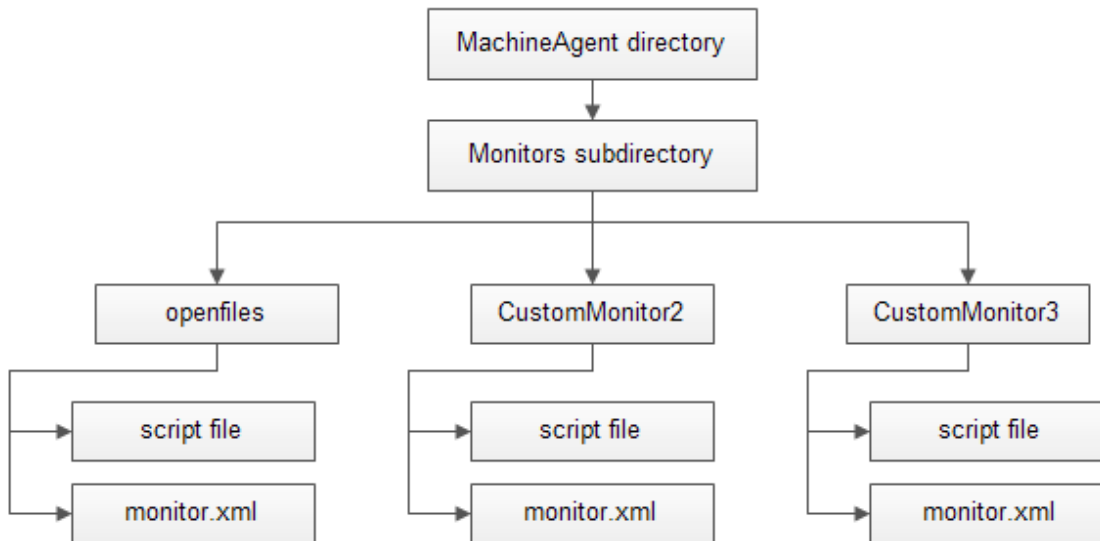 MachineAgent directory
Monitors subdirectory
openfiles
CustomMonitor2
CustomMonitor3
script file
script file
script file
monitor.xml
monitor.xml
monitor.xml